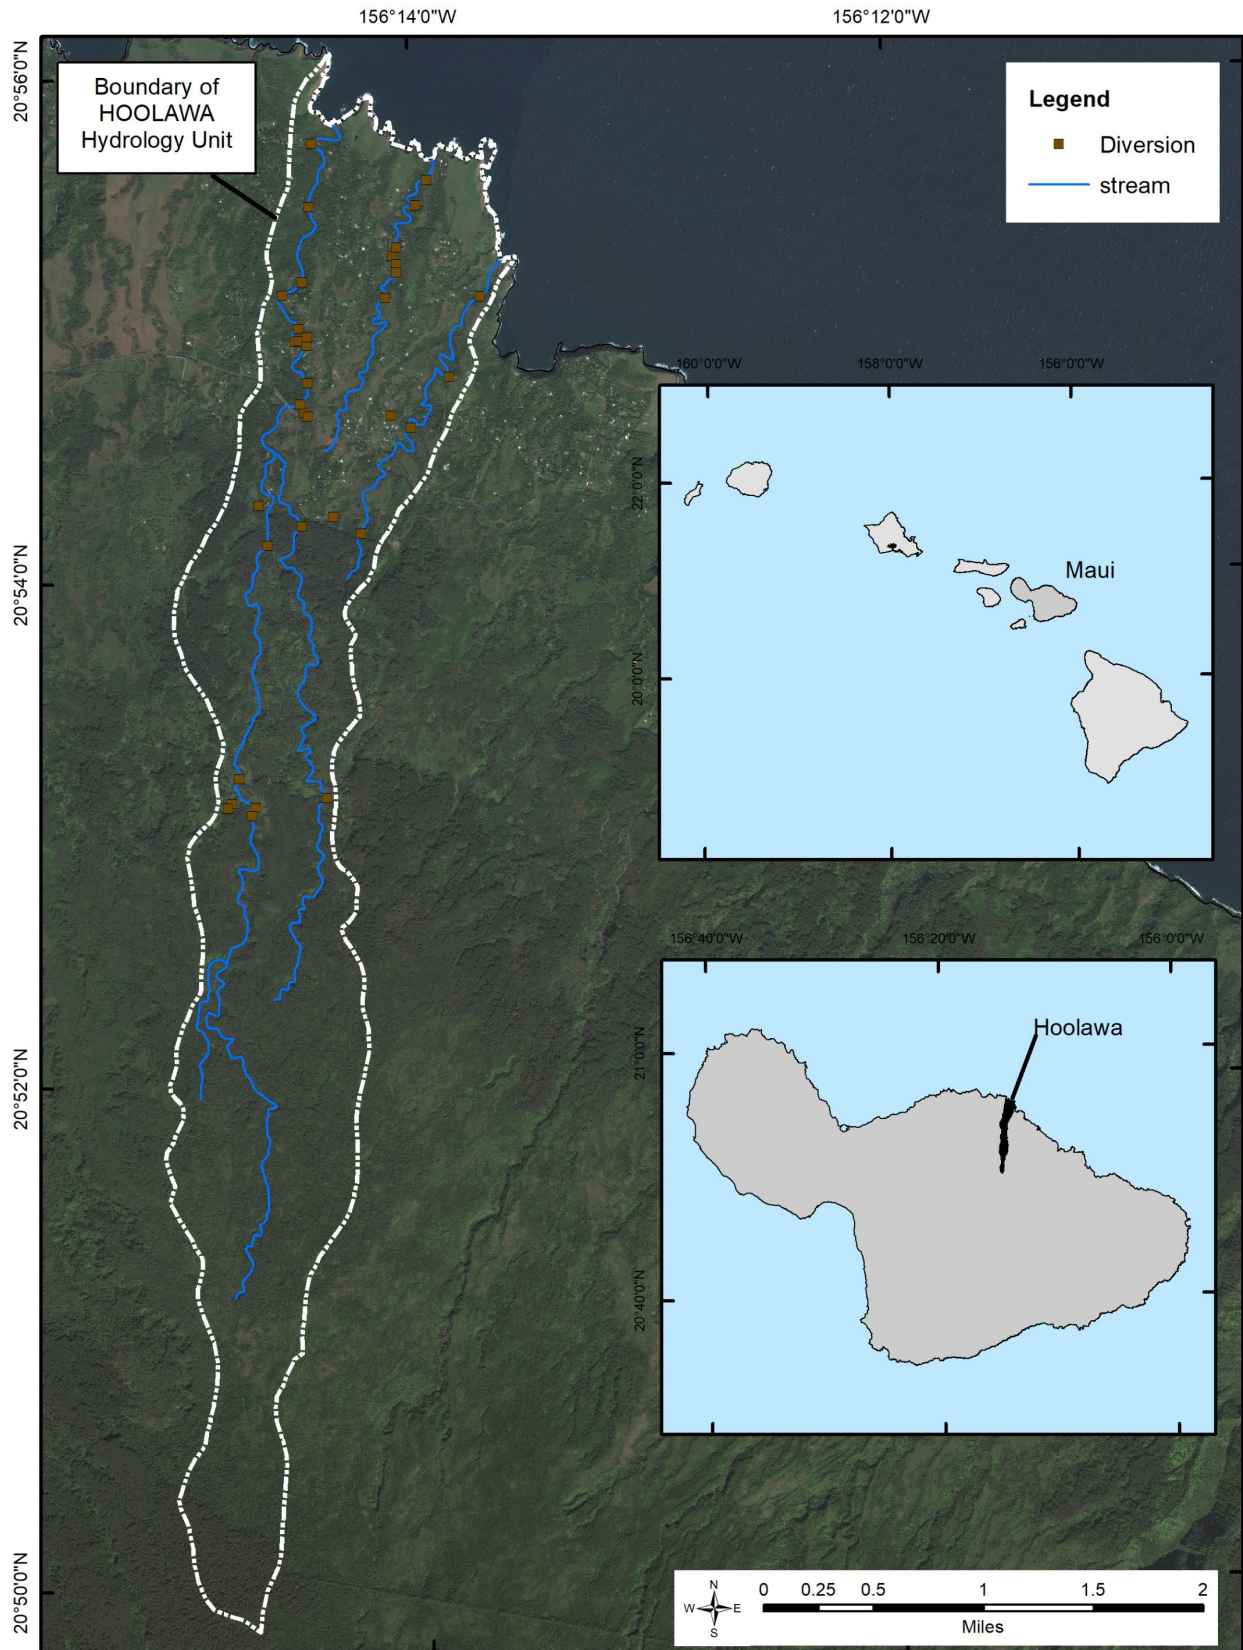 156°14'0"W
156°12'0"W
20°56'0"N
Boundary of
HOOLAWA
Hydrology Unit
Legend
Diversion
stream
160°0'0"W
158°0'0"W
156°0'0"W
22°0'0"N
Maui
20°0'0"N
20°54'0"N
156°40'0"W
156°20'0"W
156°0'0"W
21°0'0"N
Hoolawa
20°52'0"N
20°40'0"N
20°50'0"N
N
W E
S
0 0.25 0.5 1 1.5 2
Miles